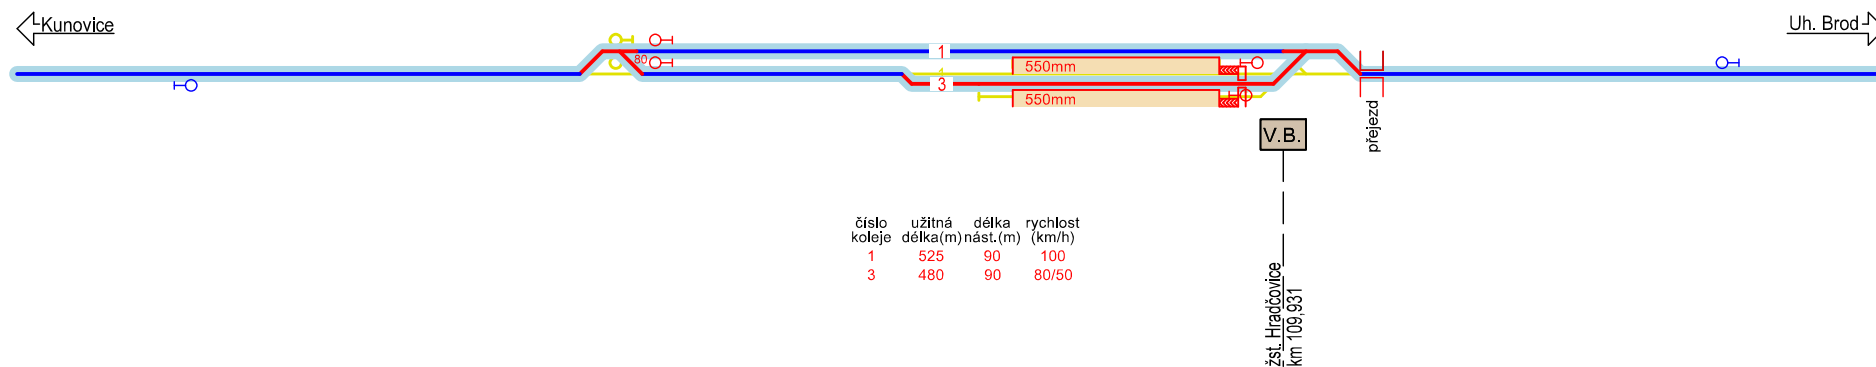 Kunovice
Uh. Brod
80
1
1
550mm
3
550mm
V.B.
přejezd
číslo koleje užitná délka(m) délka nást.(m) rychlost (km/h)
1 525 90 100
3 480 90 80/50
žst. Hradčovice
km 109,931